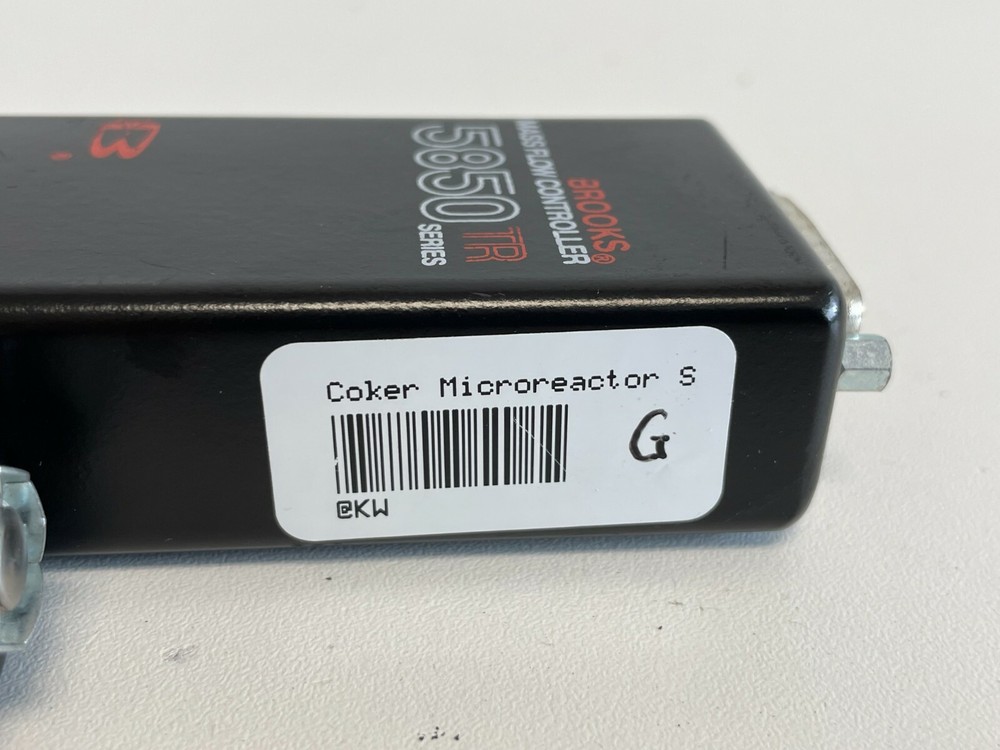 BROOKS®
MASS FLOW CONTROLLER
5850 TR
SERIES
B
Coker Microreactor S
G
@KW